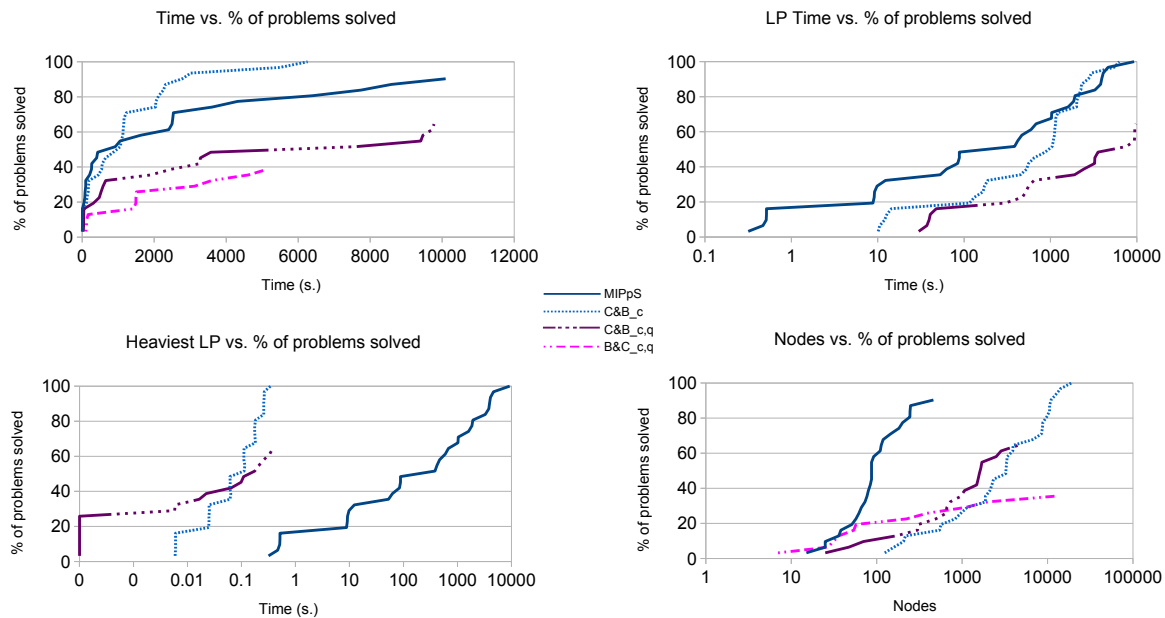 Time vs. % of problems solved
% of problems solved
100
80
60
40
20
0
0 2000 4000 6000 8000 10000 12000
Time (s.)
LP Time vs. % of problems solved
% of problems solved
100
80
60
40
20
0
0.1 1 10 100 1000 10000
Time (s.)
MIPpS
C&B_c
C&B_c,q
B&C_c,q
Heaviest LP vs. % of problems solved
% of problems solved
100
80
60
40
20
0
0 0 0.01 0.1 1 10 100 1000 10000
Time (s.)
Nodes vs. % of problems solved
% of problems solved
100
80
60
40
20
0
1 10 100 1000 10000 100000
Nodes